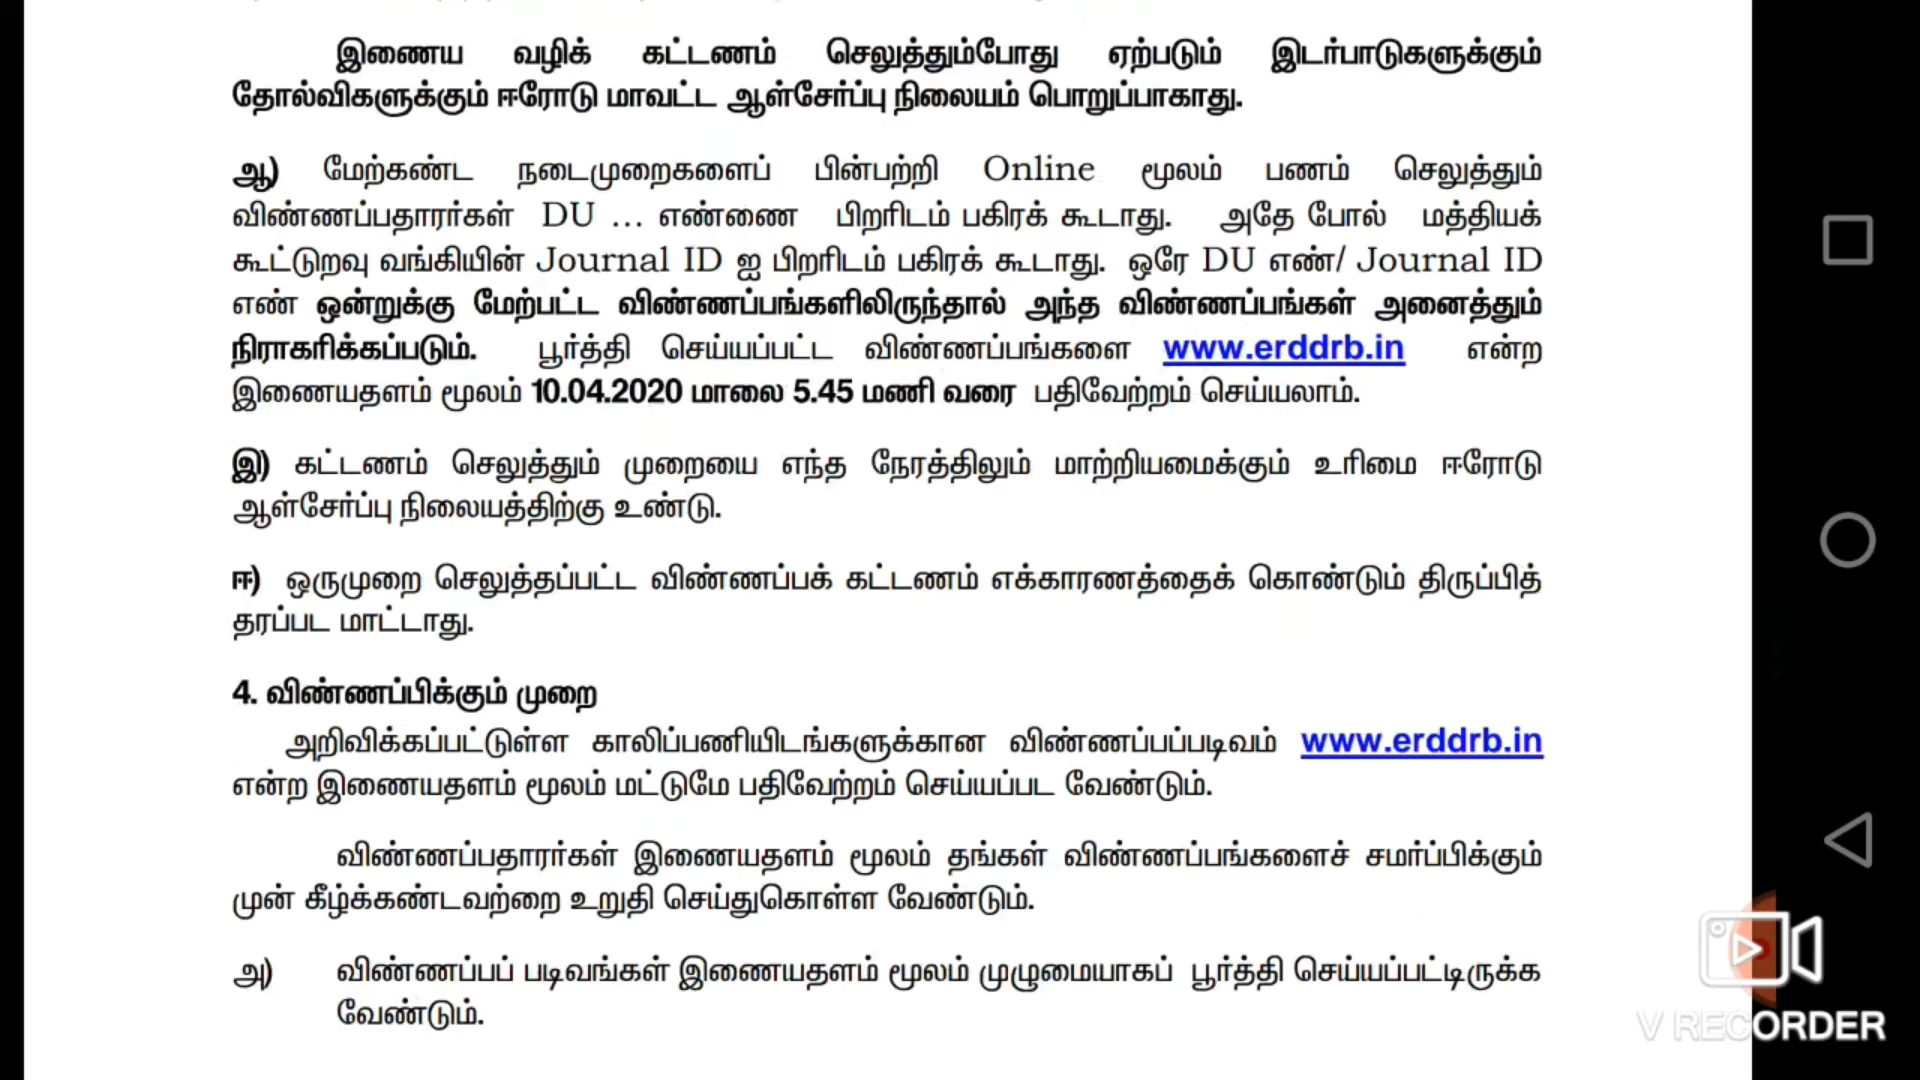 இணைய வழிக் கட்டணம் செலுத்தும்போது ஏற்படும் இடர்பாடுகளுக்கும்
தோல்விகளுக்கும் ஈரோடு மாவட்ட ஆள்சேர்ப்பு நிலையம் பொறுப்பாகாது.
ஆ) மேற்கண்ட நடைமுறைகளைப் பின்பற்றி Online மூலம் பணம் செலுத்தும்
விண்ணப்பதாரர்கள் DU ... எண்ணை பிறரிடம் பகிரக் கூடாது. அதே போல் மத்தியக்
கூட்டுறவு வங்கியின் Journal ID ஐ பிறரிடம் பகிரக் கூடாது. ஒரே DU எண்/ Journal ID
எண் ஒன்றுக்கு மேற்பட்ட விண்ணப்பங்களிலிருந்தால் அந்த விண்ணப்பங்கள் அனைத்தும்
நிராகரிக்கப்படும். பூர்த்தி செய்யப்பட்ட விண்ணப்பங்களை www.erddrb.in என்ற
இணையதளம் மூலம் 10.04.2020 மாலை 5.45 மணி வரை பதிவேற்றம் செய்யலாம்.
இ) கட்டணம் செலுத்தும் முறையை எந்த நேரத்திலும் மாற்றியமைக்கும் உரிமை ஈரோடு
ஆள்சேர்ப்பு நிலையத்திற்கு உண்டு.
ஈ) ஒருமுறை செலுத்தப்பட்ட விண்ணப்பக் கட்டணம் எக்காரணத்தைக் கொண்டும் திருப்பித்
தரப்பட மாட்டாது.
4. விண்ணப்பிக்கும் முறை
அறிவிக்கப்பட்டுள்ள காலிப்பணியிடங்களுக்கான விண்ணப்பப்படிவம் www.erddrb.in
என்ற இணையதளம் மூலம் மட்டுமே பதிவேற்றம் செய்யப்பட வேண்டும்.
விண்ணப்பதாரர்கள் இணையதளம் மூலம் தங்கள் விண்ணப்பங்களைச் சமர்ப்பிக்கும்
முன் கீழ்க்கண்டவற்றை உறுதி செய்துகொள்ள வேண்டும்.
அ) விண்ணப்பப் படிவங்கள் இணையதளம் மூலம் முழுமையாகப் பூர்த்தி செய்யப்பட்டிருக்க
வேண்டும்.
V RECORDER